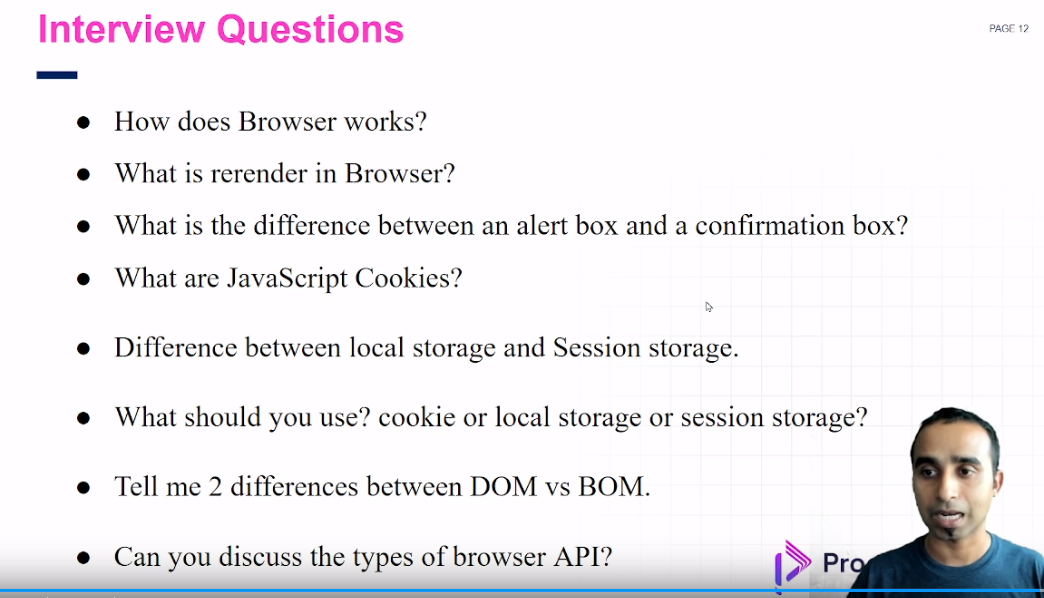 Interview Questions
PAGE 12
● How does Browser works?
● What is rerender in Browser?
● What is the difference between an alert box and a confirmation box?
● What are JavaScript Cookies?
● Difference between local storage and Session storage.
● What should you use? cookie or local storage or session storage?
● Tell me 2 differences between DOM vs BOM.
● Can you discuss the types of browser API?
Pro